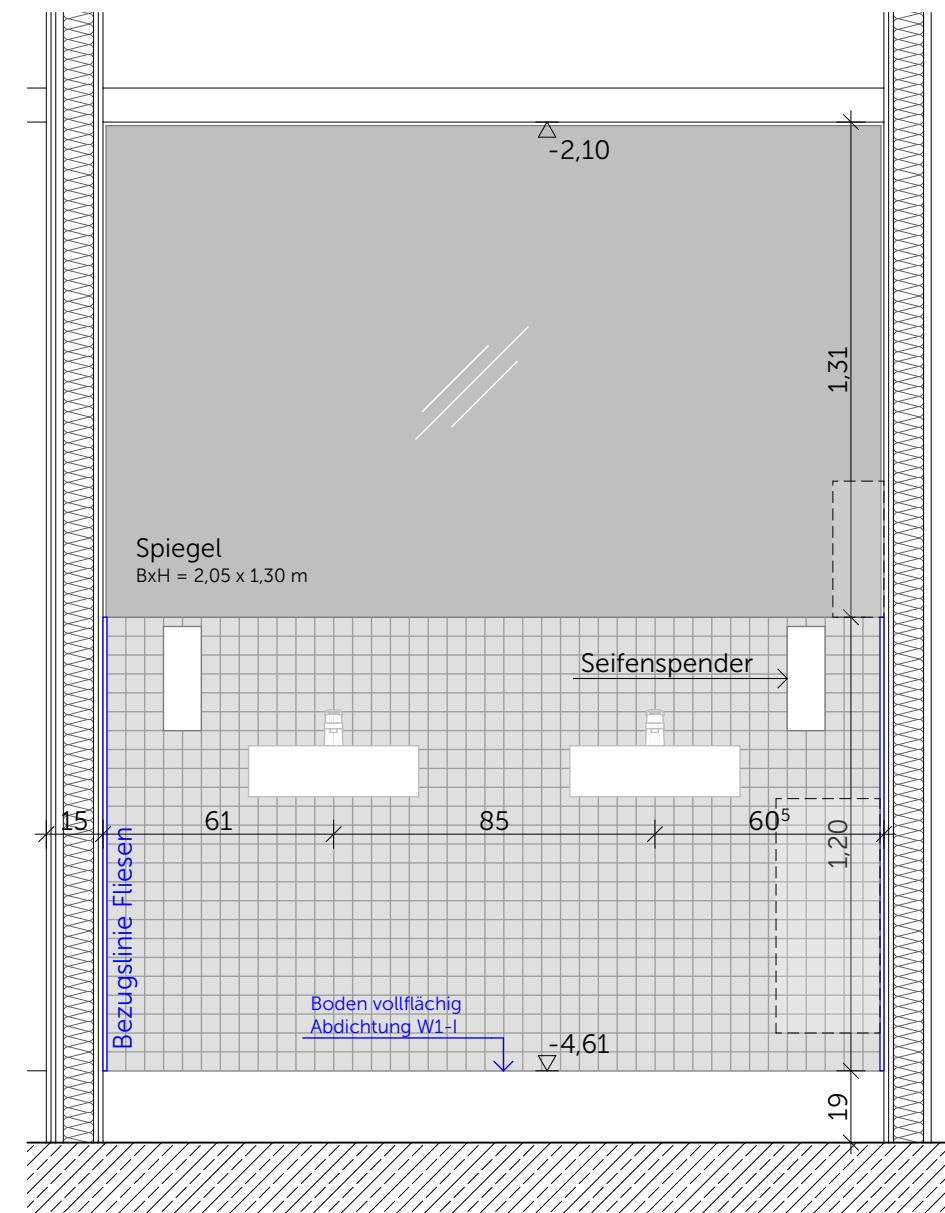 -2,10
1,31
Spiegel
BxH = 2,05 x 1,30 m
Seifenspender
15
61
85
60⁵
1,20
Bezugslinie Fliesen
Boden vollflächig
Abdichtung W1-I
-4,61
19